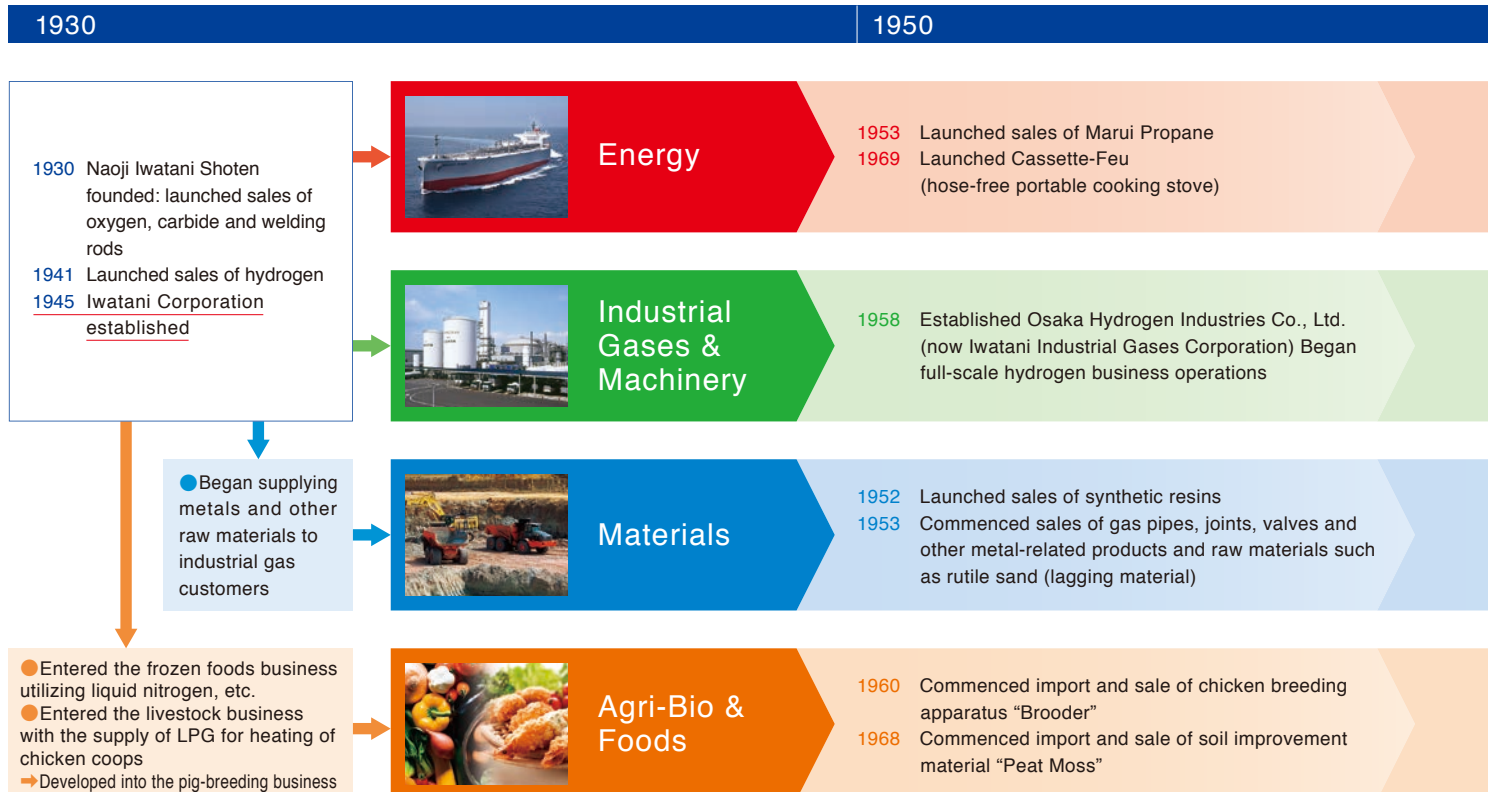 1930
1950
1930 Naoji Iwatani Shoten
founded: launched sales of
oxygen, carbide and welding
rods
1941 Launched sales of hydrogen
1945 Iwatani Corporation
established
Energy
1953 Launched sales of Marui Propane
1969 Launched Cassette-Feu
(hose-free portable cooking stove)
Industrial
Gases &
Machinery
1958 Established Osaka Hydrogen Industries Co., Ltd.
(now Iwatani Industrial Gases Corporation) Began
full-scale hydrogen business operations
●Began supplying
metals and other
raw materials to
industrial gas
customers
Materials
1952 Launched sales of synthetic resins
1953 Commenced sales of gas pipes, joints, valves and
other metal-related products and raw materials such
as rutile sand (lagging material)
●Entered the frozen foods business
utilizing liquid nitrogen, etc.
●Entered the livestock business
with the supply of LPG for heating of
chicken coops
➡Developed into the pig-breeding business
Agri-Bio &
Foods
1960 Commenced import and sale of chicken breeding
apparatus “Brooder”
1968 Commenced import and sale of soil improvement
material “Peat Moss”